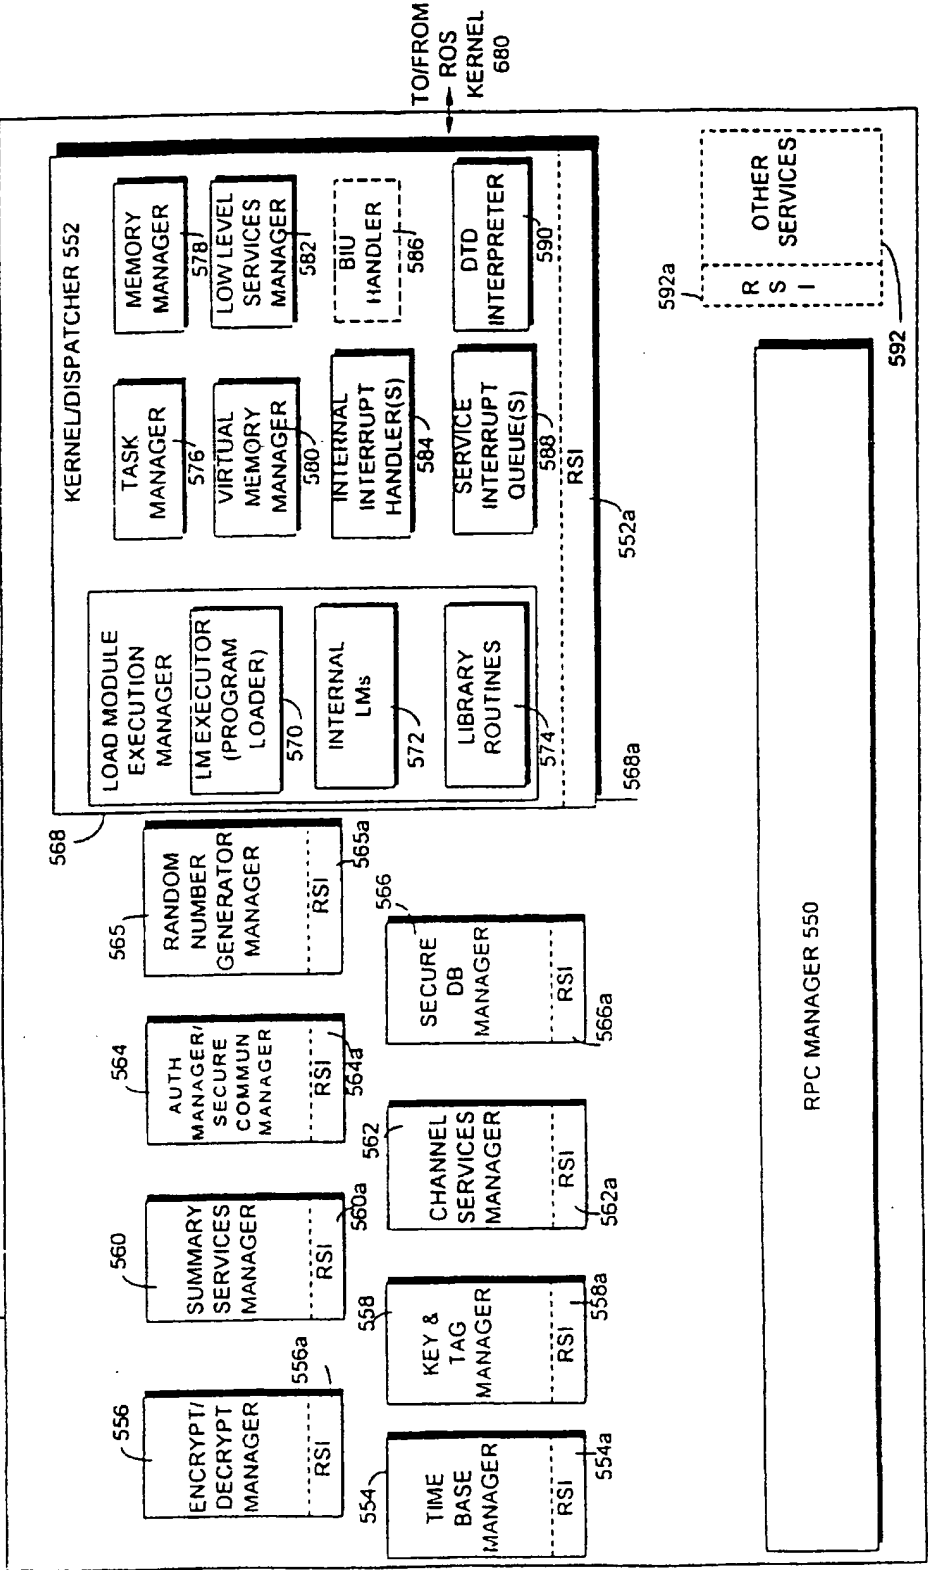 TO/FROM
ROS
KERNEL
680
KERNEL/DISPATCHER 552
568
LOAD MODULE
EXECUTION
MANAGER
LM EXECUTOR
(PROGRAM
LOADER)
570
INTERNAL
LMs
572
LIBRARY
ROUTINES
574
568a
TASK
MANAGER
576
MEMORY
MANAGER
578
VIRTUAL
MEMORY
MANAGER
580
LOW LEVEL
SERVICES
MANAGER
582
INTERNAL
INTERRUPT
HANDLER(S)
584
BIU
HANDLER
586
SERVICE
INTERRUPT
QUEUE(S)
588
DTD
INTERPRETER
590
RSI
552a
556
ENCRYPT/
DECRYPT
MANAGER
RSI
556a
560
SUMMARY
SERVICES
MANAGER
RSI
560a
564
AUTH
MANAGER/
SECURE
COMMUN
MANAGER
RSI
564a
565
RANDOM
NUMBER
GENERATOR
MANAGER
RSI
565a
554
TIME
BASE
MANAGER
RSI
554a
558
KEY &
TAG
MANAGER
RSI
558a
562
CHANNEL
SERVICES
MANAGER
RSI
562a
566
SECURE
DB
MANAGER
RSI
566a
592a
R
S
I
OTHER
SERVICES
592
RPC MANAGER 550